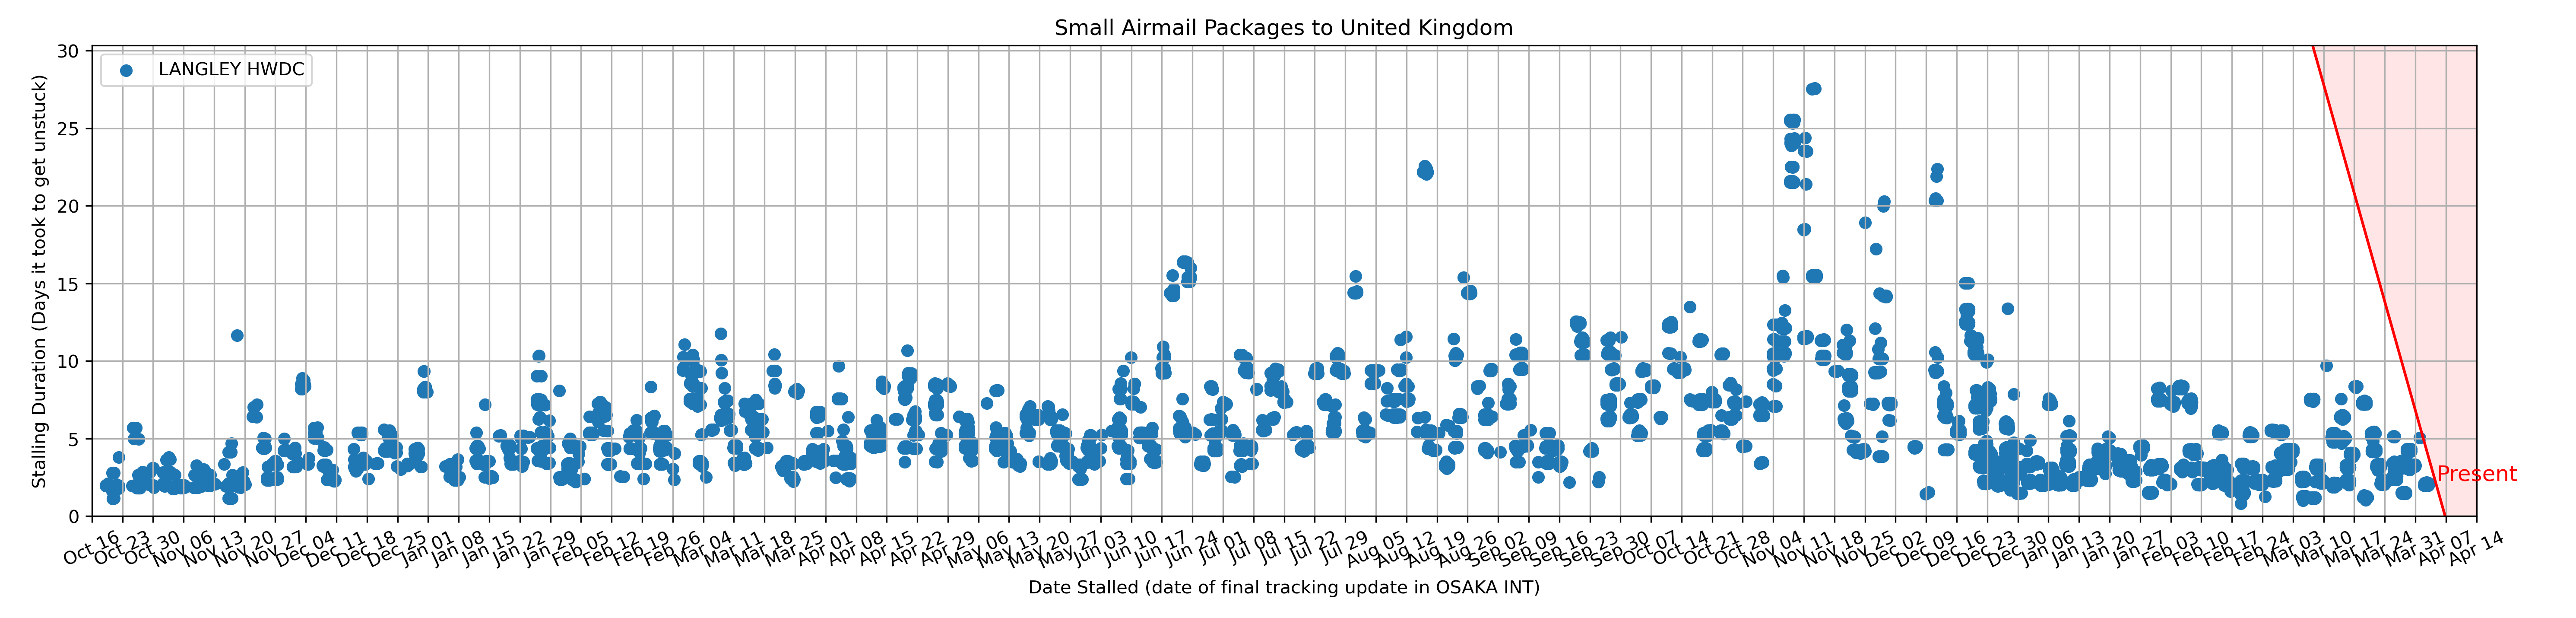 Small Airmail Packages to United Kingdom
LANGLEY HWDC
Stalling Duration (Days it took to get unstuck)
30
25
20
15
10
5
0
Present
Oct 16 Oct 23 Oct 30 Nov 06 Nov 13 Nov 20 Nov 27 Dec 04 Dec 11 Dec 18 Dec 25 Jan 01 Jan 08 Jan 15 Jan 22 Jan 29 Feb 05 Feb 12 Feb 19 Feb 26 Mar 04 Mar 11 Mar 18 Mar 25 Apr 01 Apr 08 Apr 15 Apr 22 Apr 29 May 06 May 13 May 20 May 27 Jun 03 Jun 10 Jun 17 Jun 24 Jul 01 Jul 08 Jul 15 Jul 22 Jul 29 Aug 05 Aug 12 Aug 19 Aug 26 Sep 02 Sep 09 Sep 16 Sep 23 Sep 30 Oct 07 Oct 14 Oct 21 Oct 28 Nov 04 Nov 11 Nov 18 Nov 25 Dec 02 Dec 09 Dec 16 Dec 23 Dec 30 Jan 06 Jan 13 Jan 20 Jan 27 Feb 03 Feb 10 Feb 17 Feb 24 Mar 03 Mar 10 Mar 17 Mar 24 Mar 31 Apr 07 Apr 14
Date Stalled (date of final tracking update in OSAKA INT)